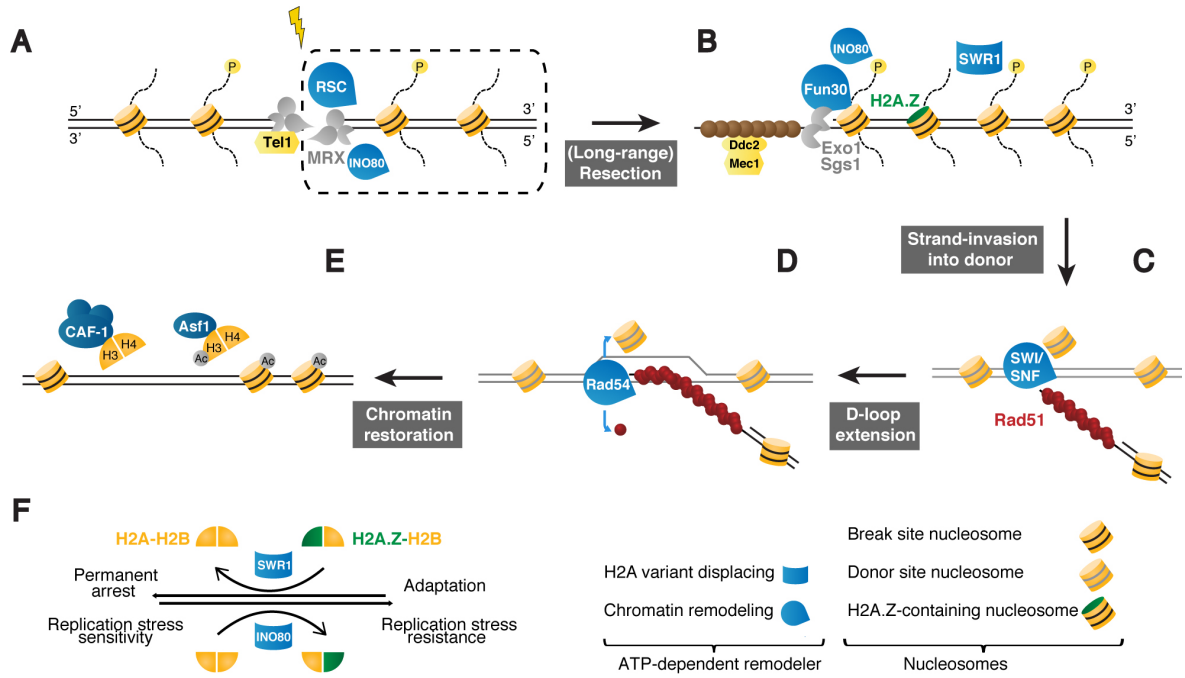 A
5'
3'
P
RSC
P
3'
5'
Tel1
MRX
INO80
(Long-range)
Resection
B
INO80
P
SWR1
P
P
Fun30
H2A.Z
3'
5'
Ddc2
Mec1
Exo1
Sgs1
Strand-invasion
into donor
C
SWI/
SNF
Rad51
D-loop
extension
D
Rad54
Chromatin
restoration
E
CAF-1
H3
H4
Asf1
H3
H4
Ac
Ac
Ac
F
H2A-H2B
H2A.Z-H2B
SWR1
Permanent
arrest
Adaptation
Replication stress
sensitivity
Replication stress
resistance
INO80
H2A variant displacing
Chromatin remodeling
ATP-dependent remodeler
Break site nucleosome
Donor site nucleosome
H2A.Z-containing nucleosome
Nucleosomes